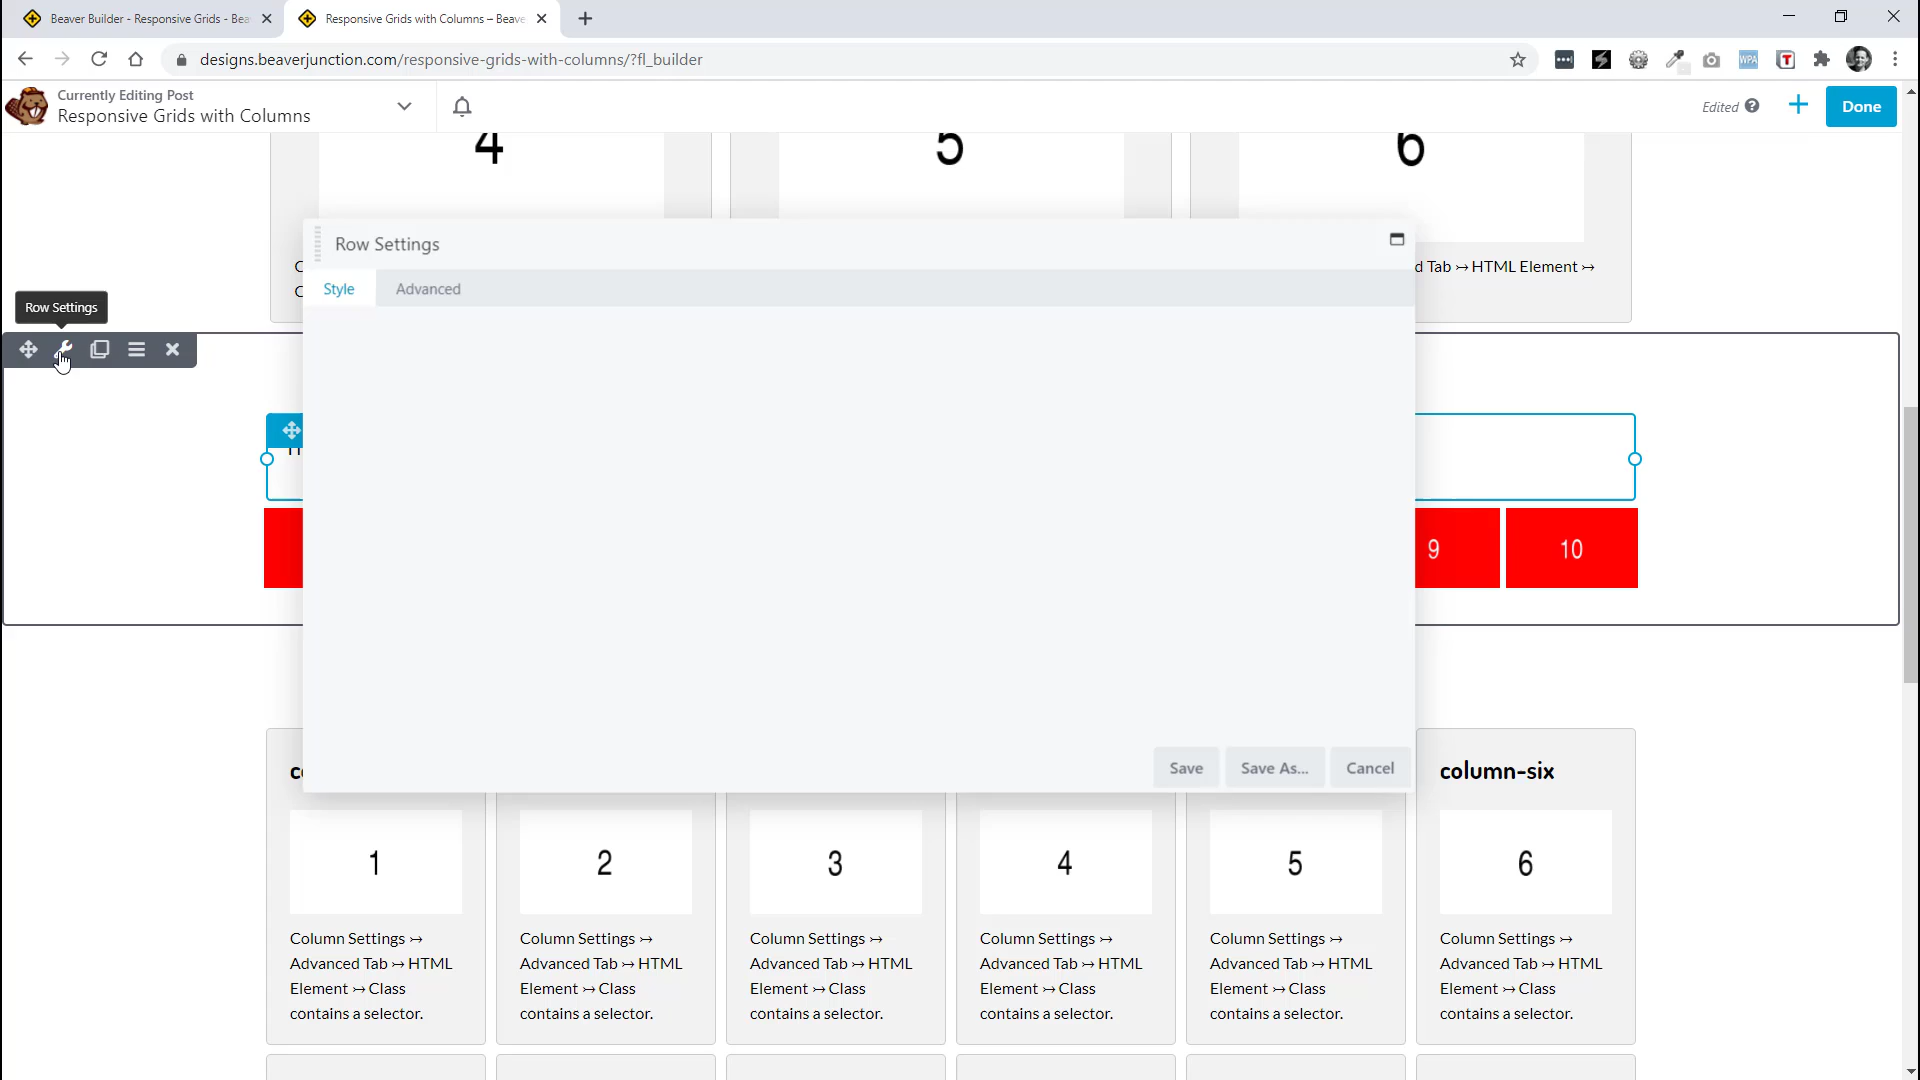 Beaver Builder - Responsive Grids - Bea
Responsive Grids with Columns – Beave
designs.beaverjunction.com/responsive-grids-with-columns/?fl_builder
WPA
T
Currently Editing Post
Responsive Grids with Columns
Edited
Done
4
5
6
Row Settings
C
C
d Tab ↣ HTML Element ↣
Style
Advanced
Row Settings
9
10
Save
Save As...
Cancel
c
column-six
1
2
3
4
5
6
Column Settings ↣
Advanced Tab ↣ HTML
Element ↣ Class
contains a selector.
Column Settings ↣
Advanced Tab ↣ HTML
Element ↣ Class
contains a selector.
Column Settings ↣
Advanced Tab ↣ HTML
Element ↣ Class
contains a selector.
Column Settings ↣
Advanced Tab ↣ HTML
Element ↣ Class
contains a selector.
Column Settings ↣
Advanced Tab ↣ HTML
Element ↣ Class
contains a selector.
Column Settings ↣
Advanced Tab ↣ HTML
Element ↣ Class
contains a selector.